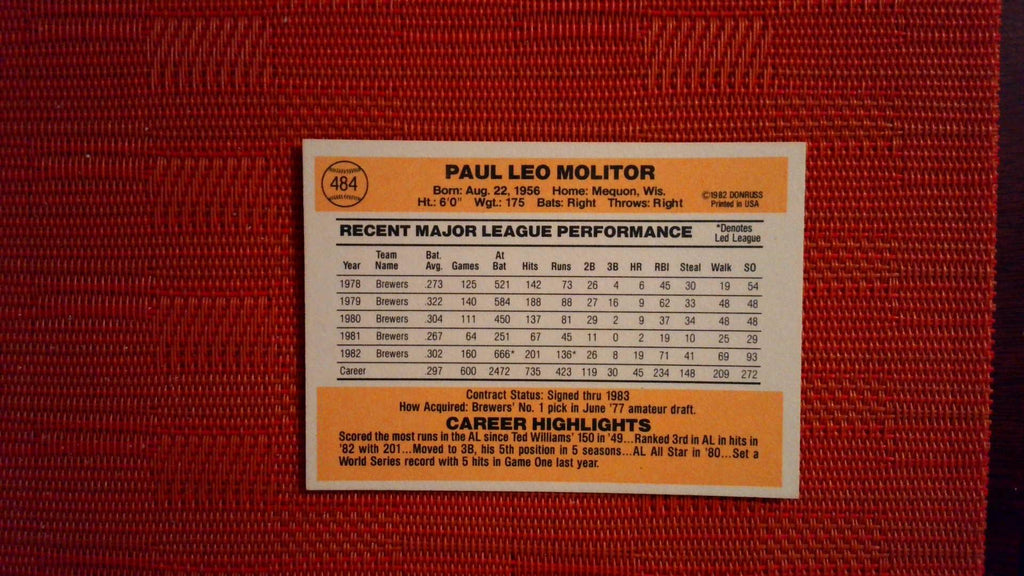 484
PAUL LEO MOLITOR
Born: Aug. 22, 1956 Home: Mequon, Wis.
Ht.: 6'0" Wgt.: 175 Bats: Right Throws: Right
©1982 DONRUSS
Printed in USA
RECENT MAJOR LEAGUE PERFORMANCE
*Denotes
Led League
Year Team Name Bat. Avg. Games At Bat Hits Runs 2B 3B HR RBI Steal Walk SO
1978 Brewers .273 125 521 142 73 26 4 6 45 30 19 54
1979 Brewers .322 140 584 188 88 27 16 9 62 33 48 48
1980 Brewers .304 111 450 137 81 29 2 9 37 34 48 48
1981 Brewers .267 64 251 67 45 11 0 2 19 10 25 29
1982 Brewers .302 160 666* 201 136* 26 8 19 71 41 69 93
Career .297 600 2472 735 423 119 30 45 234 148 209 272
Contract Status: Signed thru 1983
How Acquired: Brewers' No. 1 pick in June '77 amateur draft.
CAREER HIGHLIGHTS
Scored the most runs in the AL since Ted Williams' 150 in '49...Ranked 3rd in AL in hits in
'82 with 201...Moved to 3B, his 5th position in 5 seasons...AL All Star in '80...Set a
World Series record with 5 hits in Game One last year.